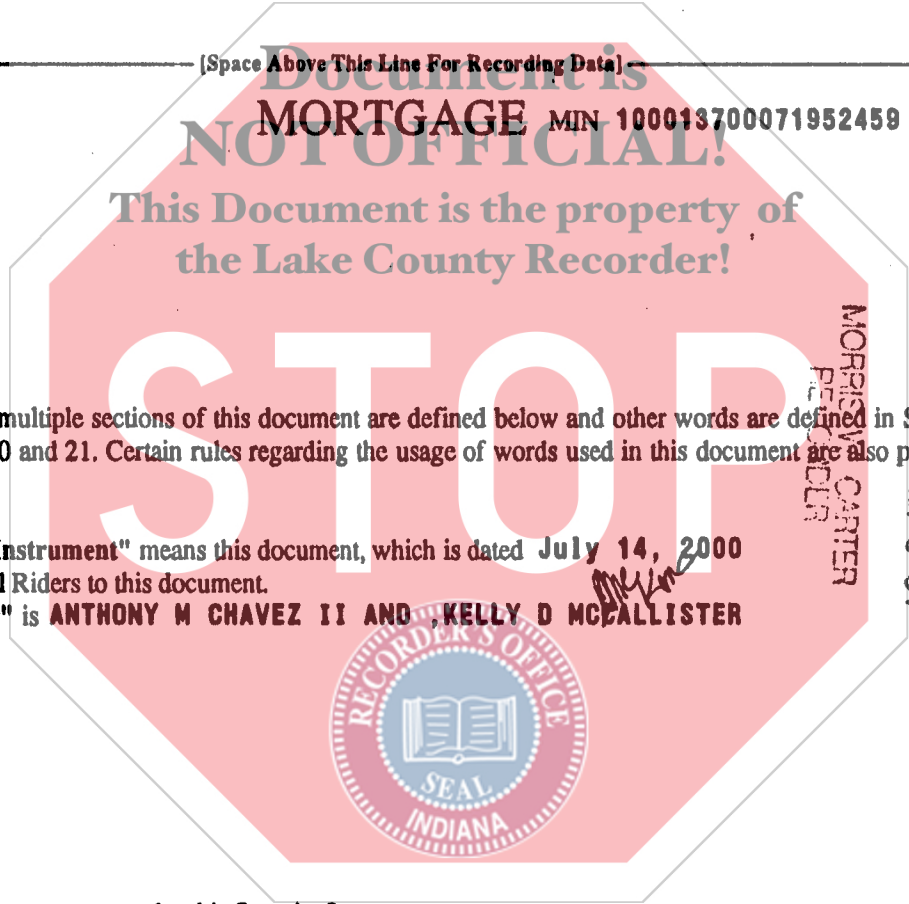 [Space Above This Line For Recording Data]
Document is
MORTGAGE MIN 100013700071952459
NOT OFFICIAL!
This Document is the property of
the Lake County Recorder!
STOP
MORRIS W. CARTER
RECORDER
multiple sections of this document are defined below and other words are defined in S
0 and 21. Certain rules regarding the usage of words used in this document are also p
Instrument" means this document, which is dated July 14, 2000
l Riders to this document.
" is ANTHONY M CHAVEZ II AND , KELLY D MCCALLISTER
RECORDER'S OFFICE
SEAL
INDIANA